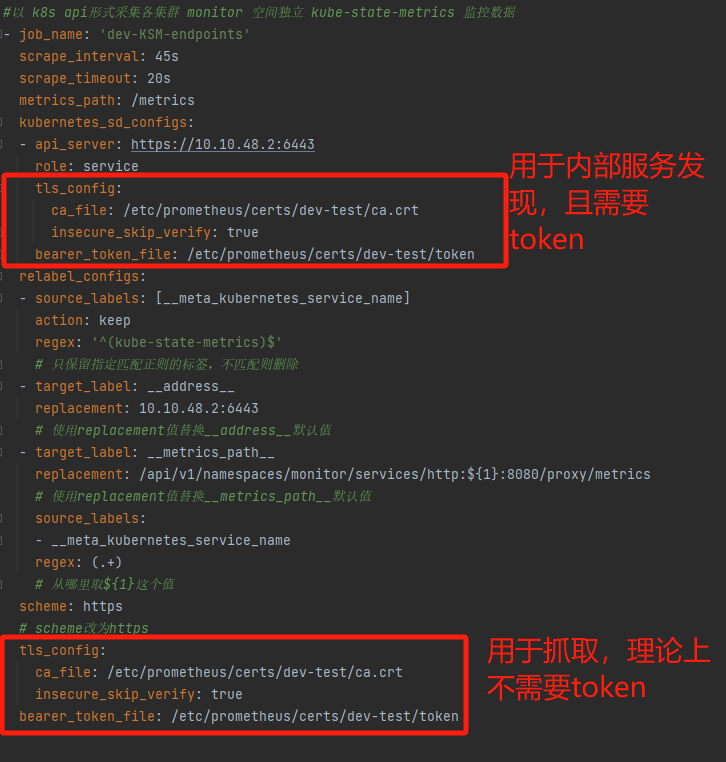 #以 k8s api形式采集各集群 monitor 空间独立 kube-state-metrics 监控数据
- job_name: 'dev-KSM-endpoints'
scrape_interval: 45s
scrape_timeout: 20s
metrics_path: /metrics
kubernetes_sd_configs:
- api_server: https://10.10.48.2:6443
role: service
tls_config:
ca_file: /etc/prometheus/certs/dev-test/ca.crt
insecure_skip_verify: true
bearer_token_file: /etc/prometheus/certs/dev-test/token
用于内部服务发
现，且需要
token
relabel_configs:
- source_labels: [__meta_kubernetes_service_name]
action: keep
regex: '^(kube-state-metrics)$'
# 只保留指定匹配正则的标签，不匹配则删除
- target_label: __address__
replacement: 10.10.48.2:6443
# 使用replacement值替换__address__默认值
- target_label: __metrics_path__
replacement: /api/v1/namespaces/monitor/services/http:${1}:8080/proxy/metrics
# 使用replacement值替换__metrics_path__默认值
source_labels:
- __meta_kubernetes_service_name
regex: (.+)
# 从哪里取${1}这个值
scheme: https
# scheme改为https
tls_config:
ca_file: /etc/prometheus/certs/dev-test/ca.crt
insecure_skip_verify: true
bearer_token_file: /etc/prometheus/certs/dev-test/token
用于抓取，理论上
不需要token